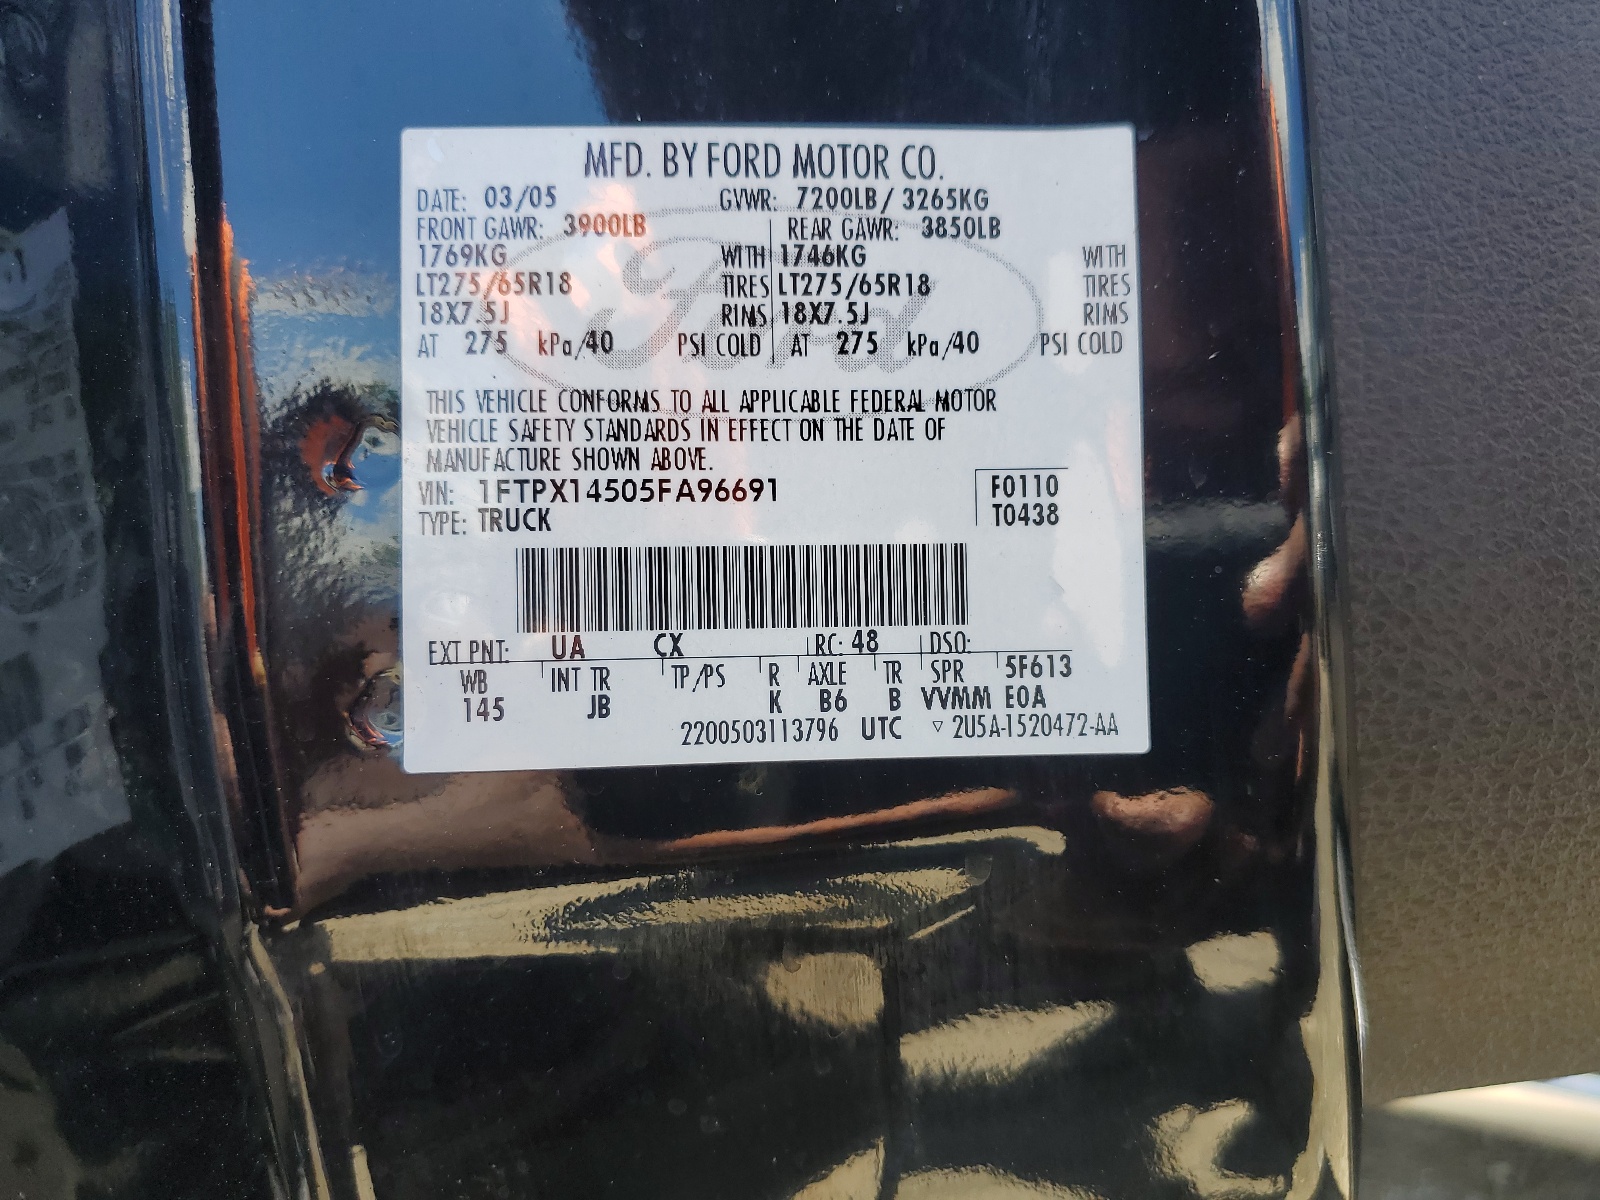 MFD. BY FORD MOTOR CO.
DATE: 03/05 GVWR: 7200LB/ 3265KG
FRONT GAWR: 3900LB REAR GAWR: 3850LB
1769KG WITH 1746KG WITH
LT275/65R18 TIRES LT275/65R18 TIRES
18X7.5J RIMS 18X7.5J RIMS
AT 275 kPa/40 PSI COLD AT 275 kPa/40 PSI COLD
Ford
THIS VEHICLE CONFORMS TO ALL APPLICABLE FEDERAL MOTOR
VEHICLE SAFETY STANDARDS IN EFFECT ON THE DATE OF
MANUFACTURE SHOWN ABOVE.
VIN: 1FTPX14505FA96691 F0110
TYPE: TRUCK T0438
EXT PNT: UA CX RC: 48 DSO:
WB INT TR TP/PS R AXLE TR SPR 5F613
145 JB K B6 B VVMM E0A
2200503113796 UTC ▽ 2U5A-1520472-AA